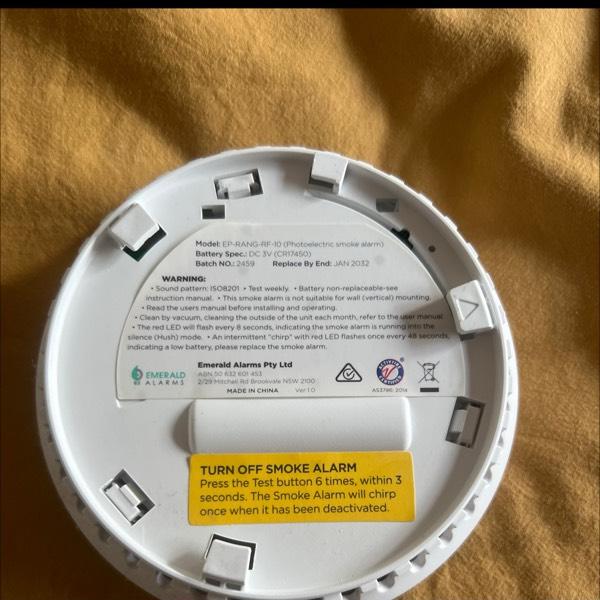 Model: EP-RANG-RF-10 (Photoelectric smoke alarm)
Battery Spec.: DC 3V (CR17450)
Batch NO.: 2459 Replace By End: JAN 2032
WARNING:
• Sound pattern: ISO8201 • Test weekly. • Battery non-replaceable-see
instruction manual. • This smoke alarm is not suitable for wall (vertical) mounting.
• Read the users manual before installing and operating.
• Clean by vacuum, cleaning the outside of the unit each month, refer to the user manual
• The red LED will flash every 8 seconds, indicating the smoke alarm is running into the
silence (Hush) mode. • An intermittent "chirp" with red LED flashes once every 48 seconds,
indicating a low battery, please replace the smoke alarm.
EMERALD
ALARMS
Emerald Alarms Pty Ltd
ABN 50 632 601 453
2/29 Mitchell Rd Brookvale NSW 2100
MADE IN CHINA Ver 1.0
ACTIVFIRE
CERTIFIED
AS3786: 2014
TURN OFF SMOKE ALARM
Press the Test button 6 times, within 3
seconds. The Smoke Alarm will chirp
once when it has been deactivated.